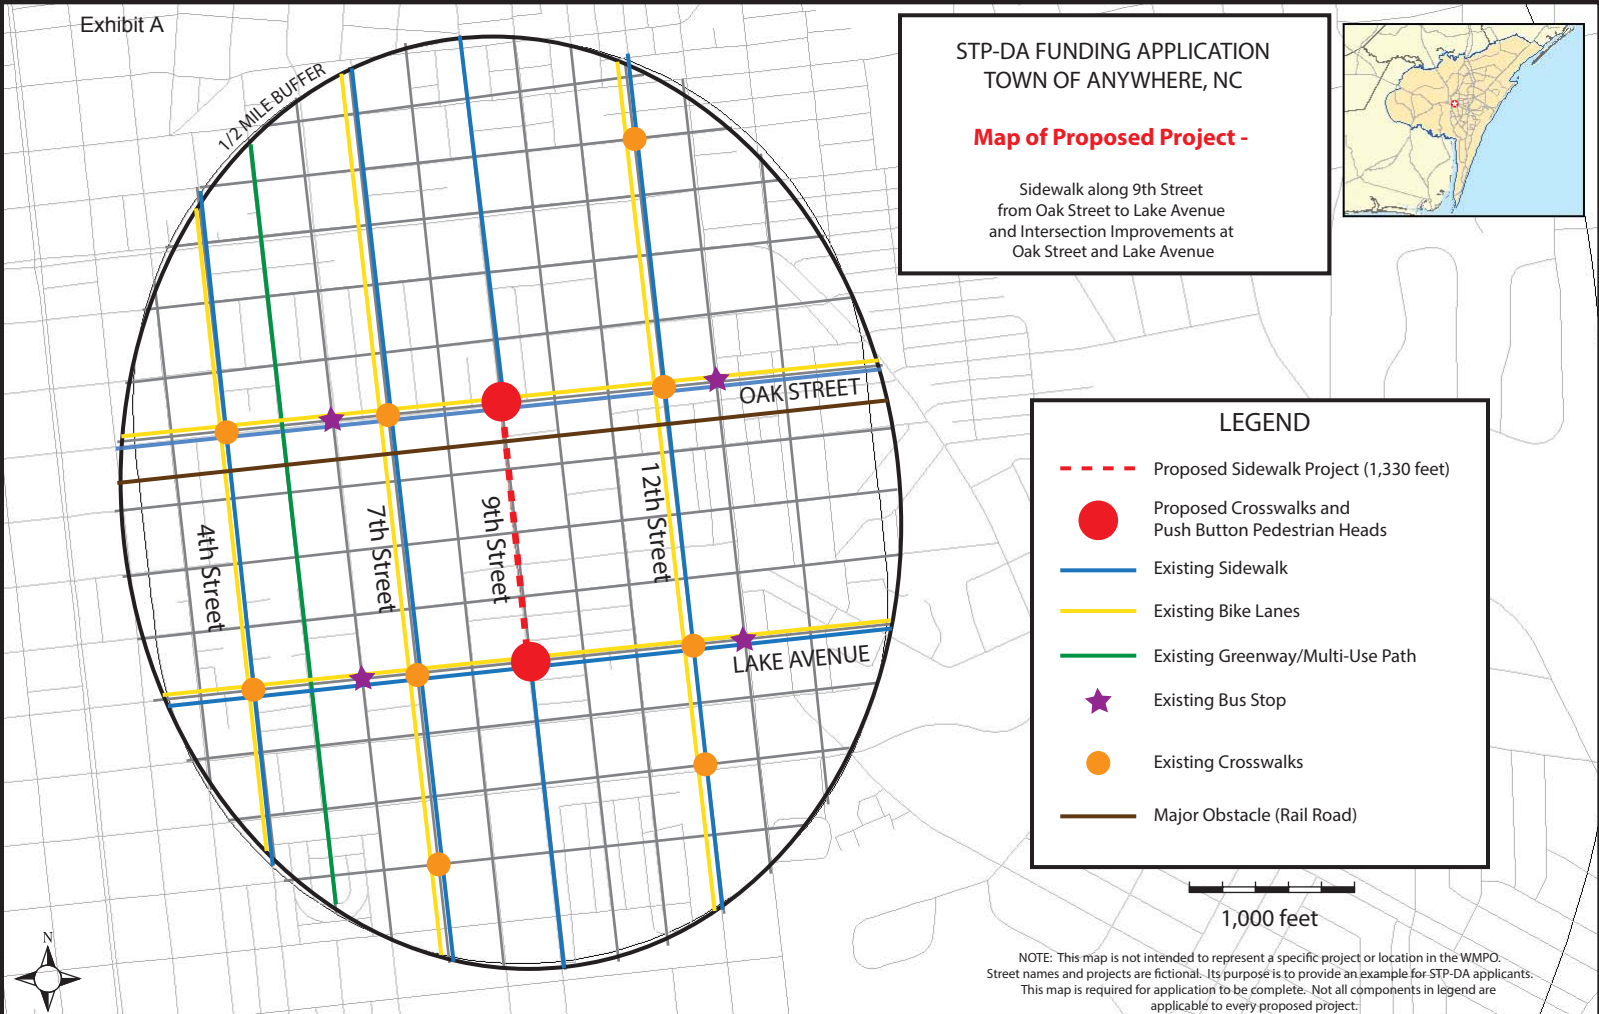 Exhibit A
1/2 MILE BUFFER
STP-DA FUNDING APPLICATION
TOWN OF ANYWHERE, NC
Map of Proposed Project -
Sidewalk along 9th Street
from Oak Street to Lake Avenue
and Intersection Improvements at
Oak Street and Lake Avenue
OAK STREET
4th Street
7th Street
9th Street
12th Street
LAKE AVENUE
LEGEND
Proposed Sidewalk Project (1,330 feet)
Proposed Crosswalks and
Push Button Pedestrian Heads
Existing Sidewalk
Existing Bike Lanes
Existing Greenway/Multi-Use Path
Existing Bus Stop
Existing Crosswalks
Major Obstacle (Rail Road)
1,000 feet
N
NOTE: This map is not intended to represent a specific project or location in the WMPO.
Street names and projects are fictional. Its purpose is to provide an example for STP-DA applicants.
This map is required for application to be complete. Not all components in legend are
applicable to every proposed project.